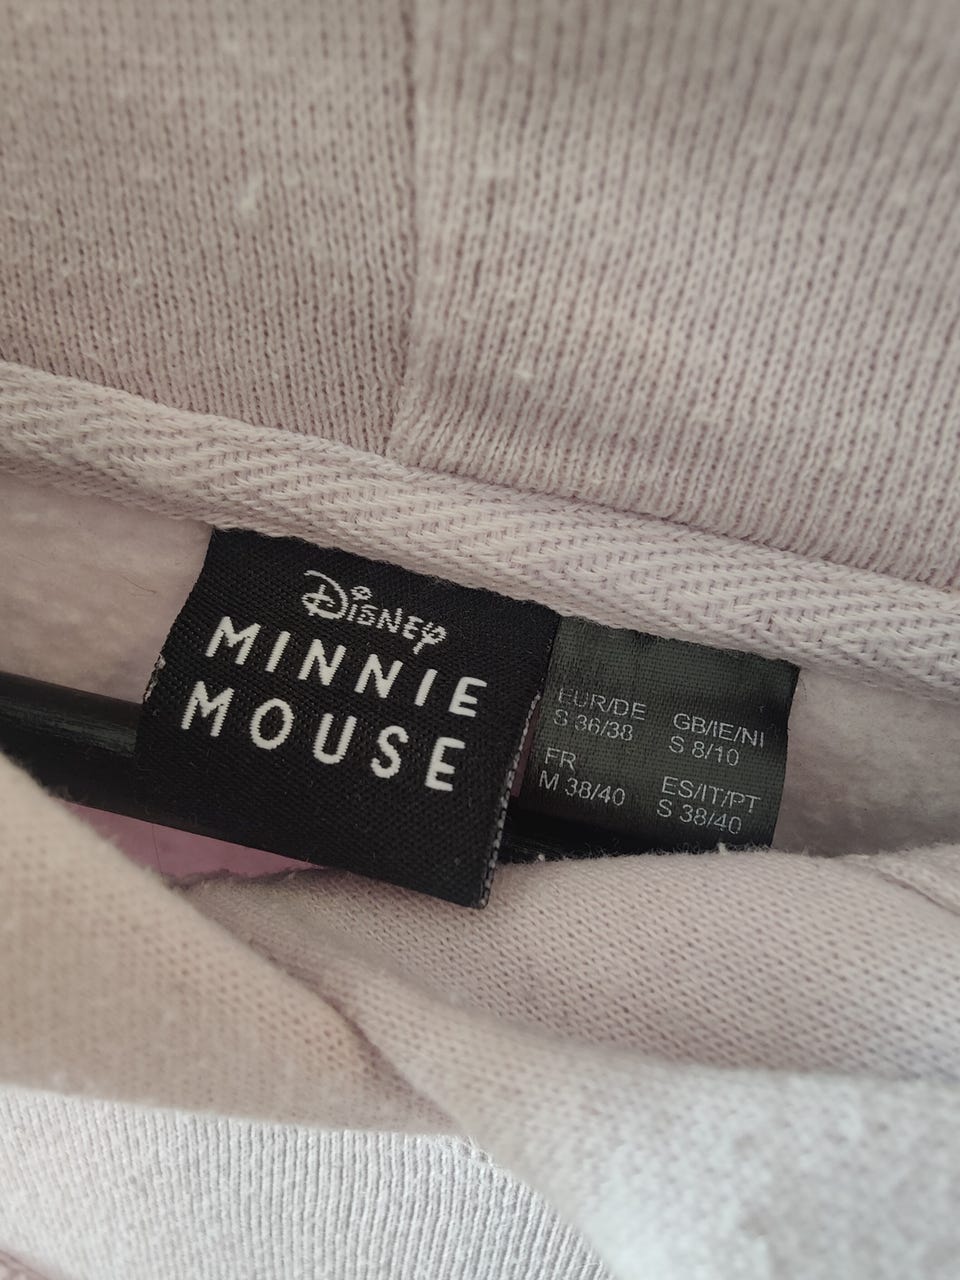 Disney
MINNIE
MOUSE
EUR/DE
S 36/38
GB/IE/NI
S 8/10
FR
M 38/40
ES/IT/PT
S 38/40